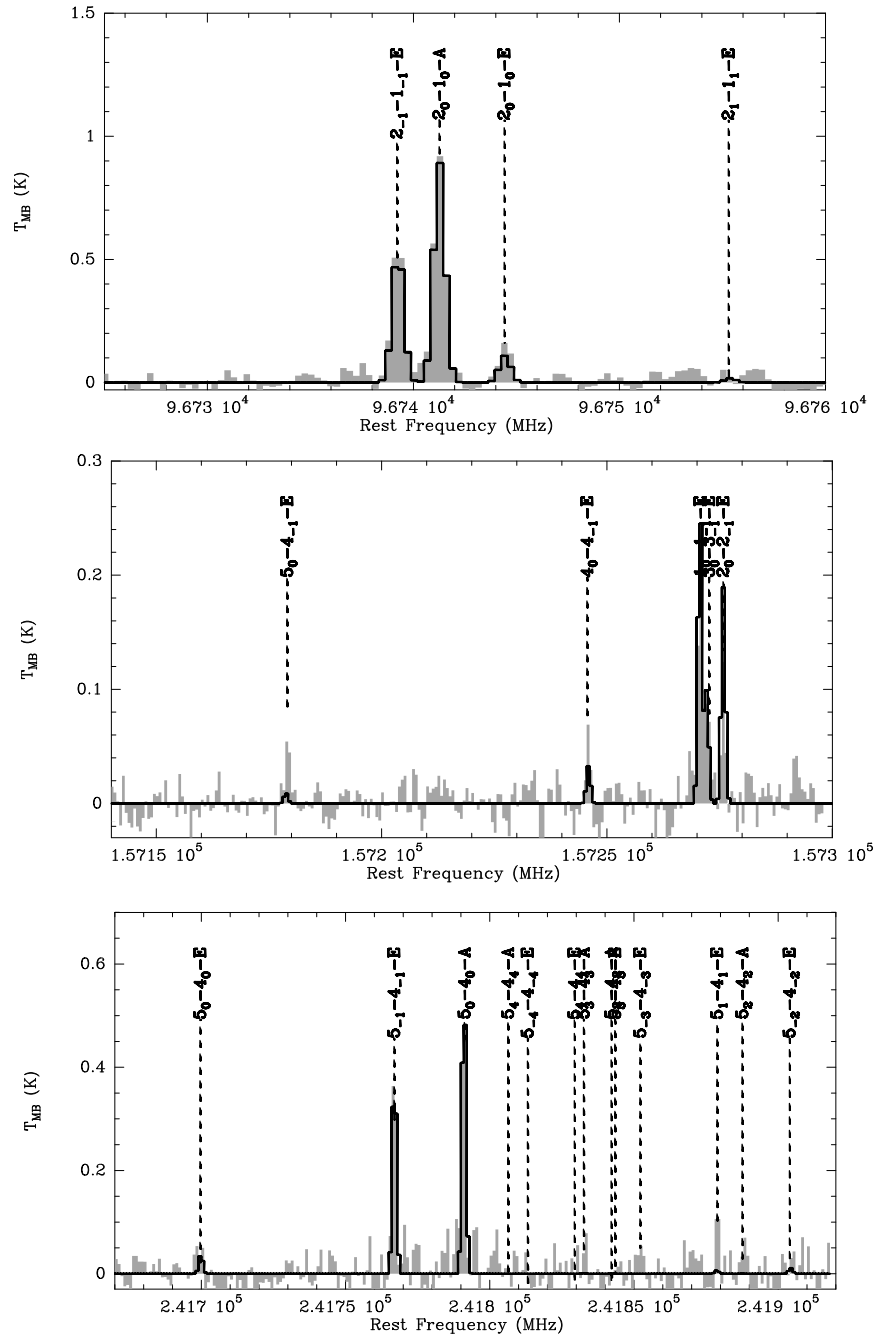 1.5
1
0.5
0
T_MB (K)
2_-1-1_-1-E
2_0-1_0-A
2_0-1_0-E
2_1-1_1-E
9.673 10^4
9.674 10^4
9.675 10^4
9.676 10^4
Rest Frequency (MHz)
0.3
0.2
0.1
0
T_MB (K)
5_0-4_-1-E
4_0-4_-1-E
2_0-2_-1-E
1.5715 10^5
1.572 10^5
1.5725 10^5
1.573 10^5
Rest Frequency (MHz)
0.6
0.4
0.2
0
T_MB (K)
5_0-4_0-E
5_-1-4_-1-E
5_0-4_0-A
5_4-4_4-A
5_-4-4_-4-E
5_-3-4_-3-E
5_1-4_1-E
5_2-4_2-A
5_-2-4_-2-E
2.417 10^5
2.4175 10^5
2.418 10^5
2.4185 10^5
2.419 10^5
Rest Frequency (MHz)